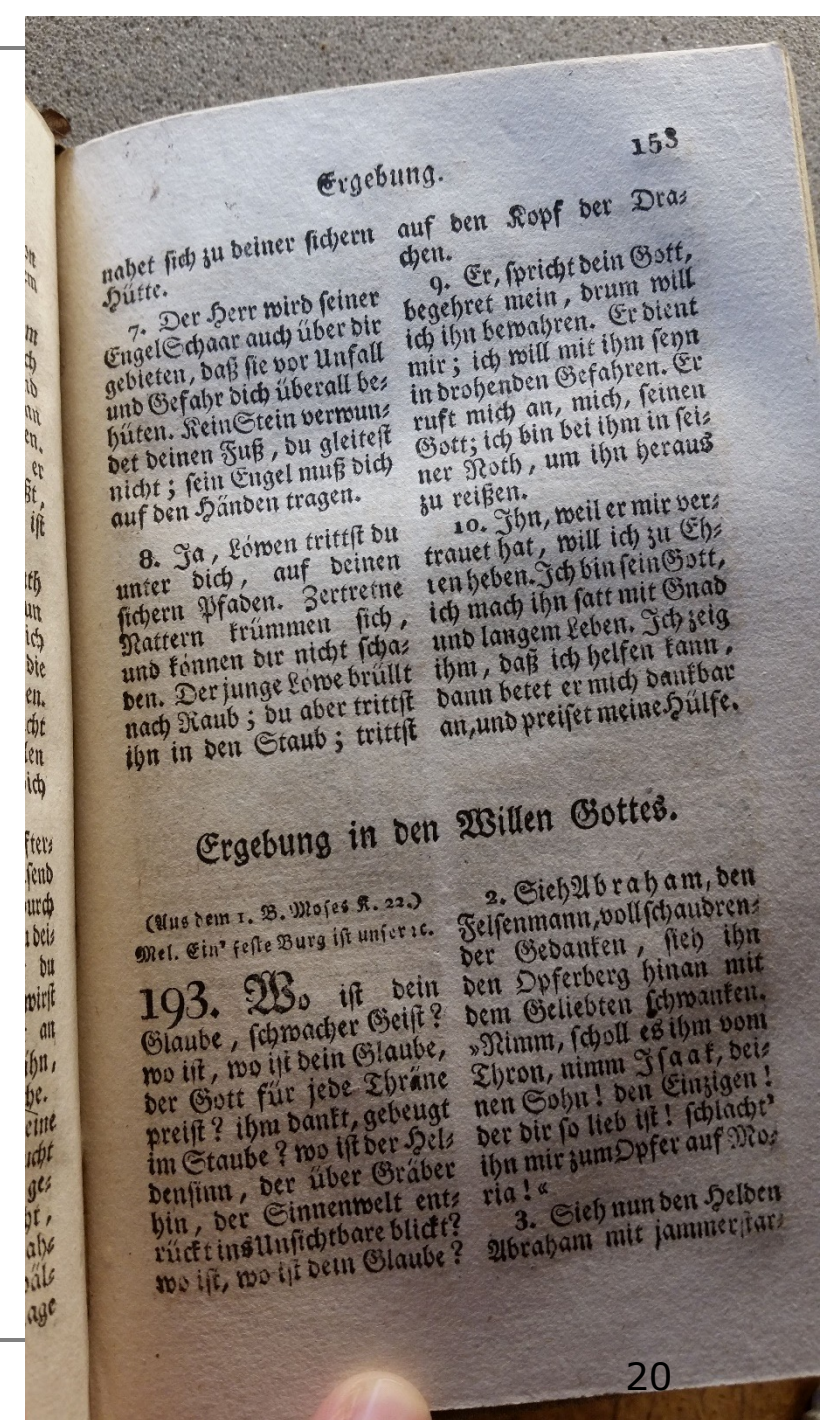 153
Ergebung.
nahet sich zu deiner sichern
Hütte.
7. Der Herr wird seiner
EngelSchaar auch über dir
gebieten, daß sie vor Unfall
und Gefahr dich überall be⸗
hüten. KeinStein verwun⸗
det deinen Fuß, du gleitest
nicht; sein Engel muß dich
auf den Händen tragen.
8. Ja, Löwen trittst du
unter dich, auf deinen
sichern Pfaden. Zertretne
Nattern krümmen sich,
und können dir nicht scha⸗
den. Der junge Löwe brüllt
nach Raub; du aber trittst
ihn in den Staub; trittst
auf den Kopf der Dra⸗
chen.
9. Er, spricht dein Gott,
begehret mein, drum will
ich ihn bewahren. Er dient
mir; ich will mit ihm seyn
in drohenden Gefahren. Er
ruft mich an, mich, seinen
Gott; ich bin bei ihm in sei⸗
ner Noth, um ihn heraus
zu reißen.
10. Ihn, weil er mir ver⸗
trauet hat, will ich zu Eh⸗
ren heben. Ich bin sein Gott,
ich mach ihn satt mit Gnad
und langem Leben. Ich zeig
ihm, daß ich helfen kann,
dann betet er mich dankbar
an, und preiset meine Hülfe.
Ergebung in den Willen Gottes.
(Aus dem 1. B. Moses K. 22.)
Mel. Ein' feste Burg ist unser ꝛc.
193. Wo ist dein
Glaube, schwacher Geist?
wo ist, wo ist dein Glaube,
der Gott für jede Thräne
preist? ihm dankt, gebeugt
im Staube? wo ist der Hel⸗
densinn, der über Gräber
hin, der Sinnenwelt ent⸗
rückt ins Unsichtbare blickt?
wo ist, wo ist dein Glaube?
2. Sieh Abraham, den
Felsenmann, voll schaudren⸗
der Gedanken, sieh ihn
den Opferberg hinan mit
dem Geliebten schwanken.
»Nimm, scholl es ihm vom
Thron, nimm Isaak, dei⸗
nen Sohn! den Einzigen!
der dir so lieb ist! schlacht'
ihn mir zum Opfer auf Mo⸗
ria!«
3. Sieh nun den Helden
Abraham mit jammerstar⸗
20